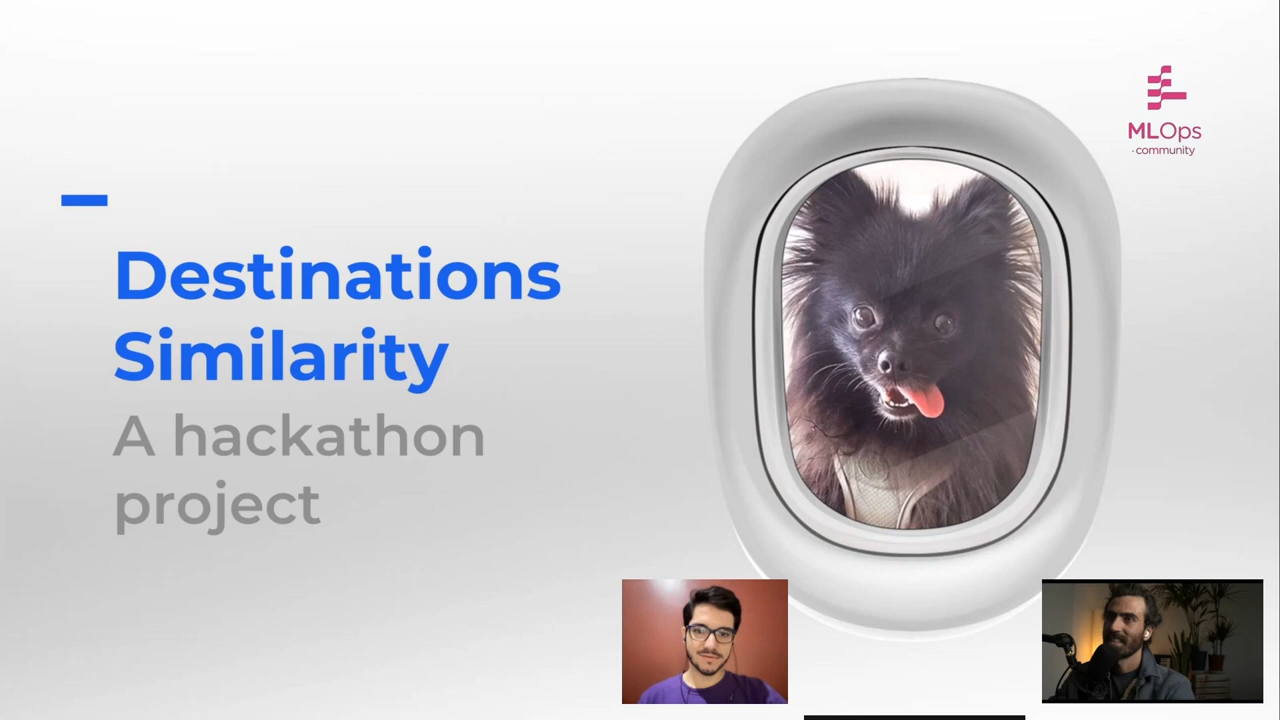 Destinations
Similarity
A hackathon
project
MLOps
community